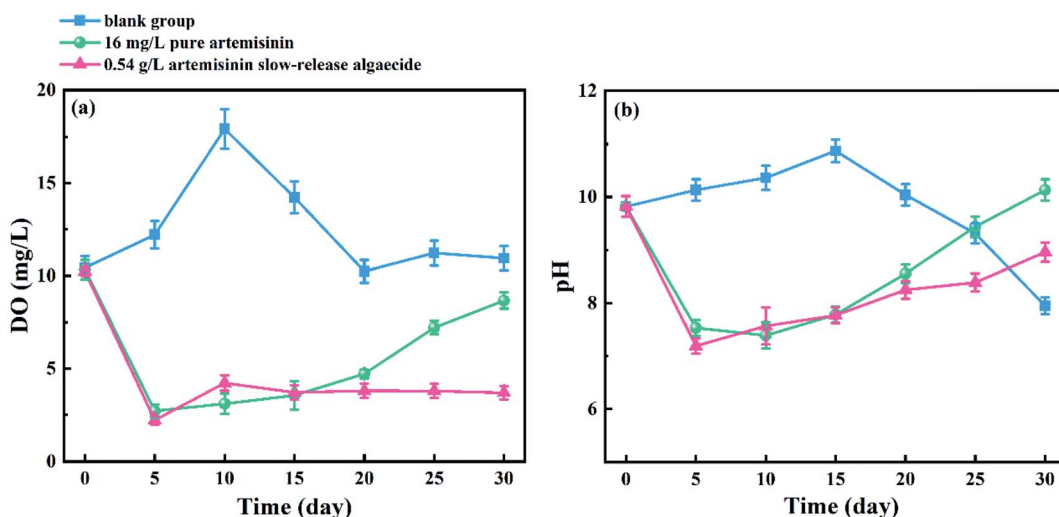 blank group
16 mg/L pure artemisinin
0.54 g/L artemisinin slow-release algaecide
(a)
20
15
10
5
0
DO (mg/L)
0 5 10 15 20 25 30
Time (day)
(b)
12
10
8
6
pH
0 5 10 15 20 25 30
Time (day)